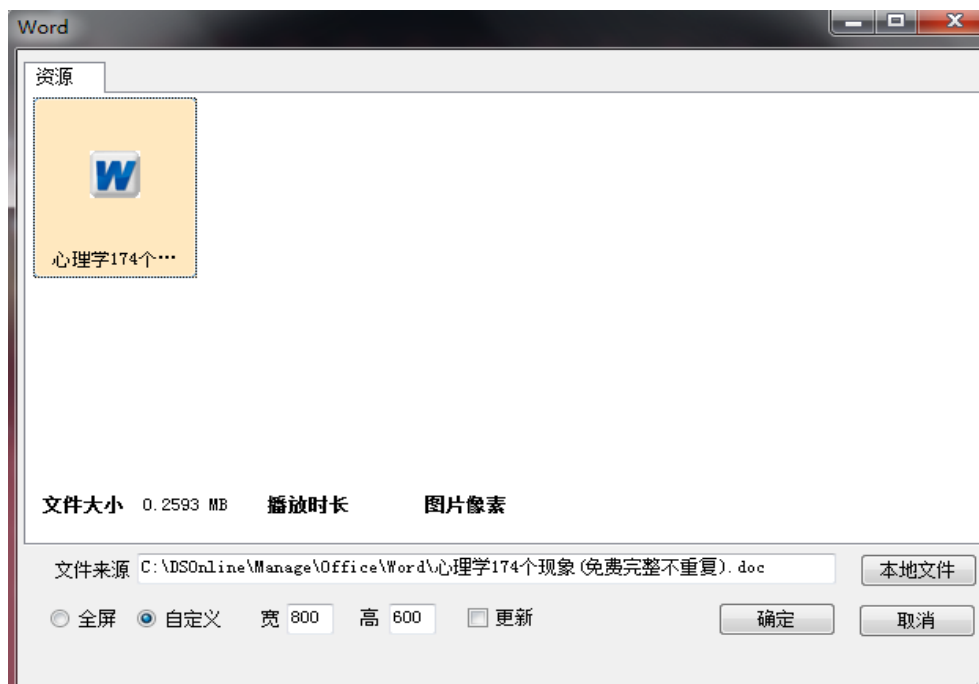 Word
资源
W
心理学174个…
文件大小 0.2593 MB 播放时长 图片像素
文件来源 C:\DSOnline\Manage\Office\Word\心理学174个现象(免费完整不重复).doc 本地文件
全屏 自定义 宽 800 高 600 更新 确定 取消